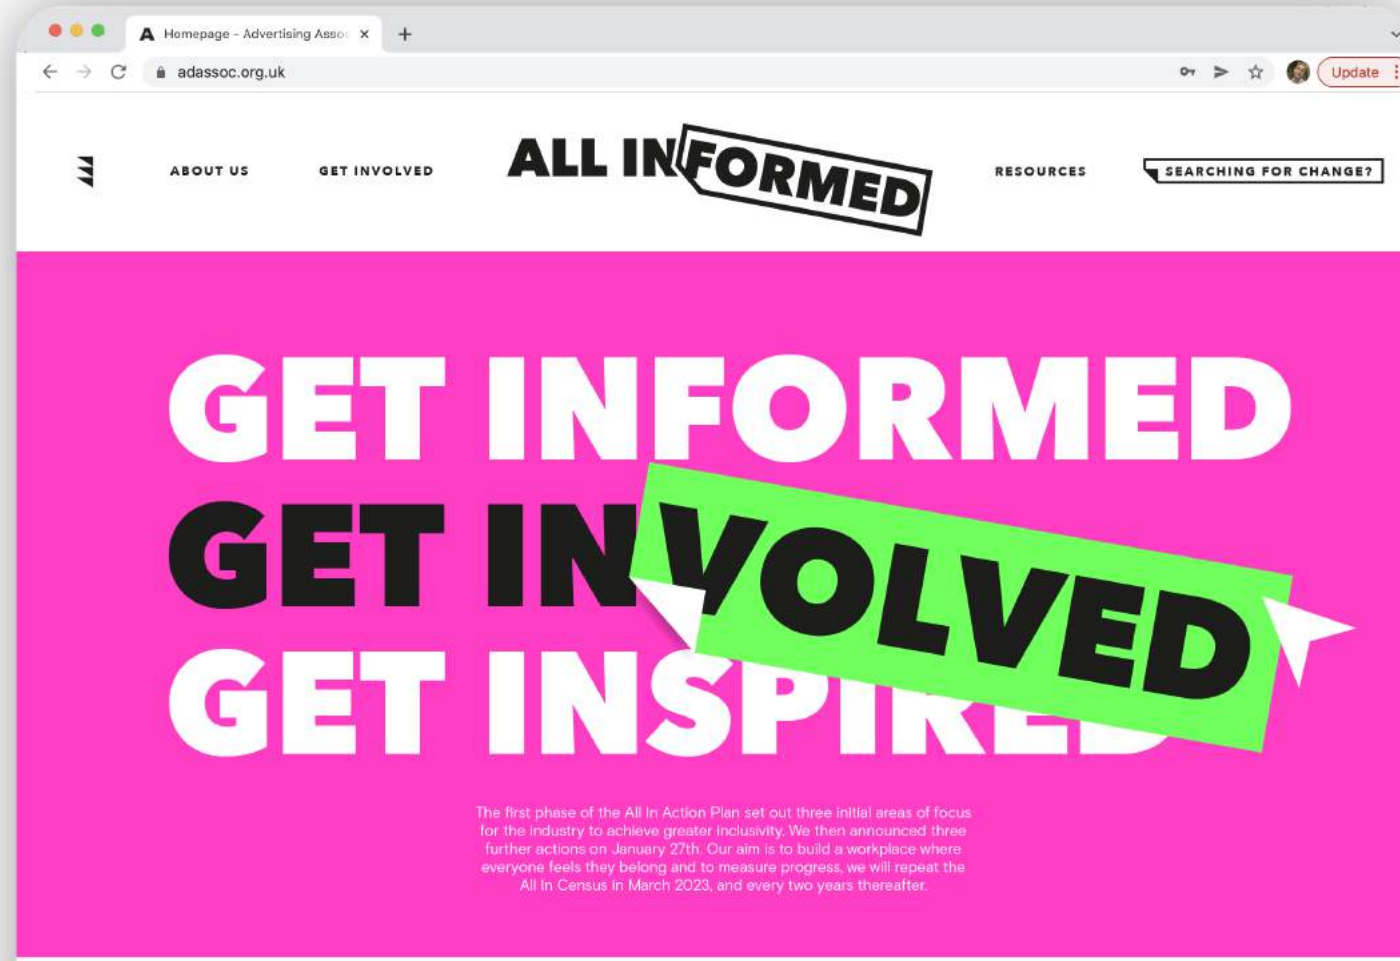 Homepage - Advertising Assoc
adassoc.org.uk
Update
ABOUT US
GET INVOLVED
ALL INFORMED
RESOURCES
SEARCHING FOR CHANGE?
GET INFORMED
GET INVOLVED
GET INSPIRED
The first phase of the All In Action Plan set out three initial areas of focus
for the industry to achieve greater inclusivity. We then announced three
further actions on January 27th. Our aim is to build a workplace where
everyone feels they belong and to measure progress, we will repeat the
All In Census in March 2023, and every two years thereafter.